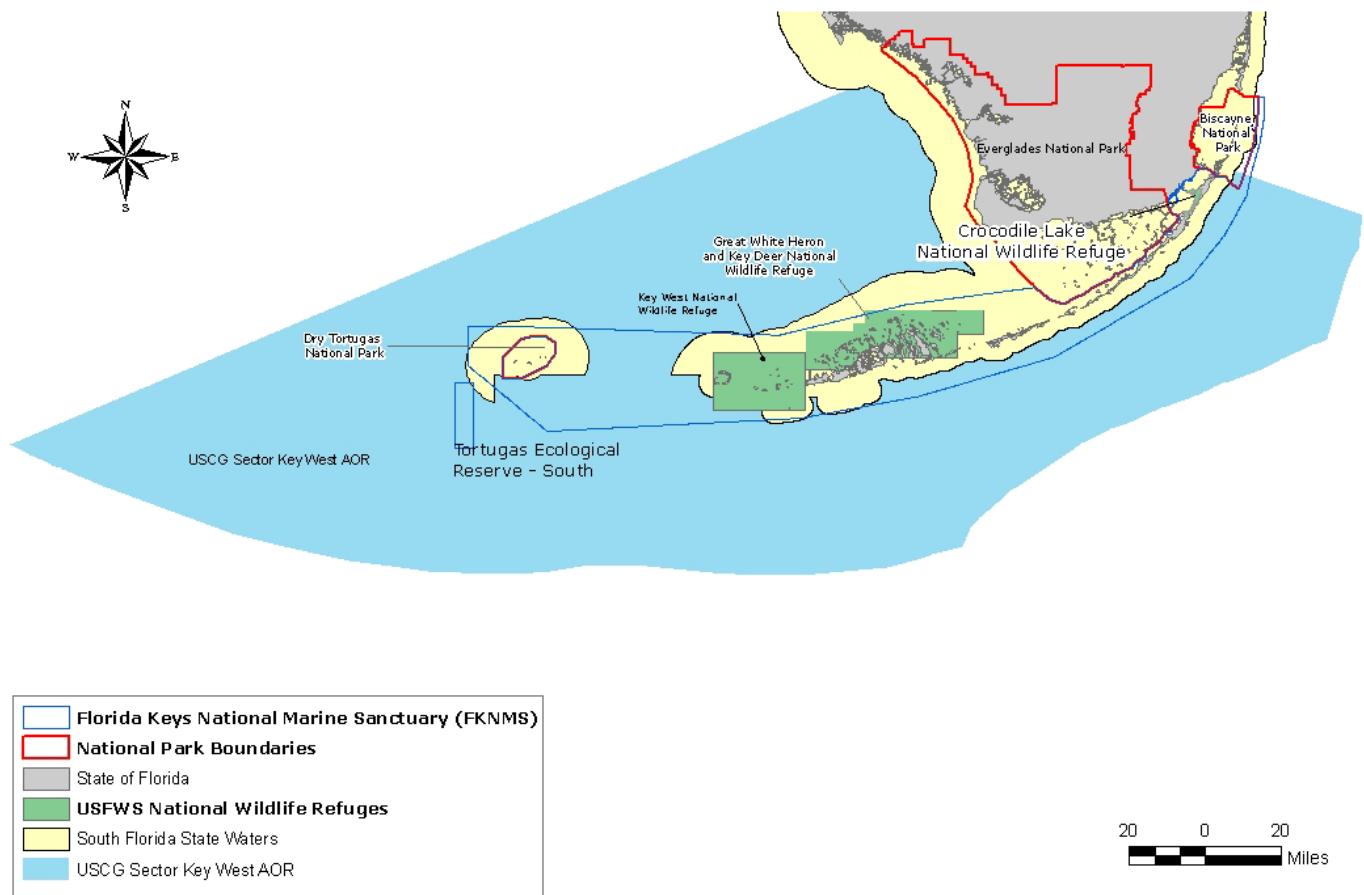 N
W
E
S
Biscayne
National
Park
Everglades National Park
Crocodile Lake
National Wildlife Refuge
Great White Heron
and Key Deer National
Wildlife Refuge
Key West National
Wildlife Refuge
Dry Tortugas
National Park
USCG Sector Key West AOR
Tortugas Ecological
Reserve - South
Florida Keys National Marine Sanctuary (FKNMS)
National Park Boundaries
State of Florida
USFWS National Wildlife Refuges
South Florida State Waters
USCG Sector Key West AOR
20 0 20
Miles